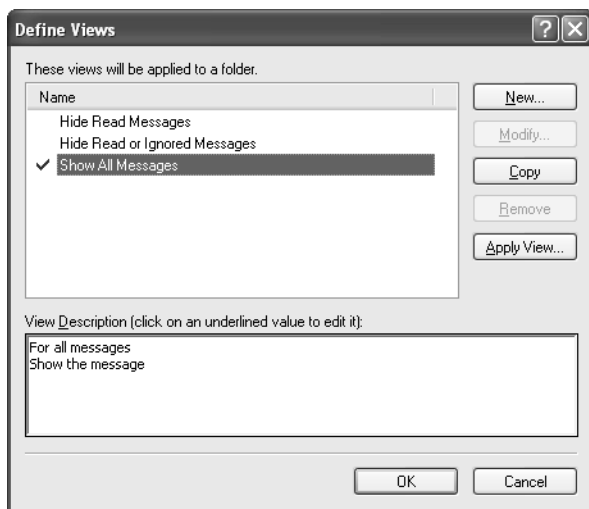 Define Views
These views will be applied to a folder.
Name
Hide Read Messages
Hide Read or Ignored Messages
Show All Messages
New...
Modify...
Copy
Remove
Apply View...
View Description (click on an underlined value to edit it):
For all messages
Show the message
OK
Cancel